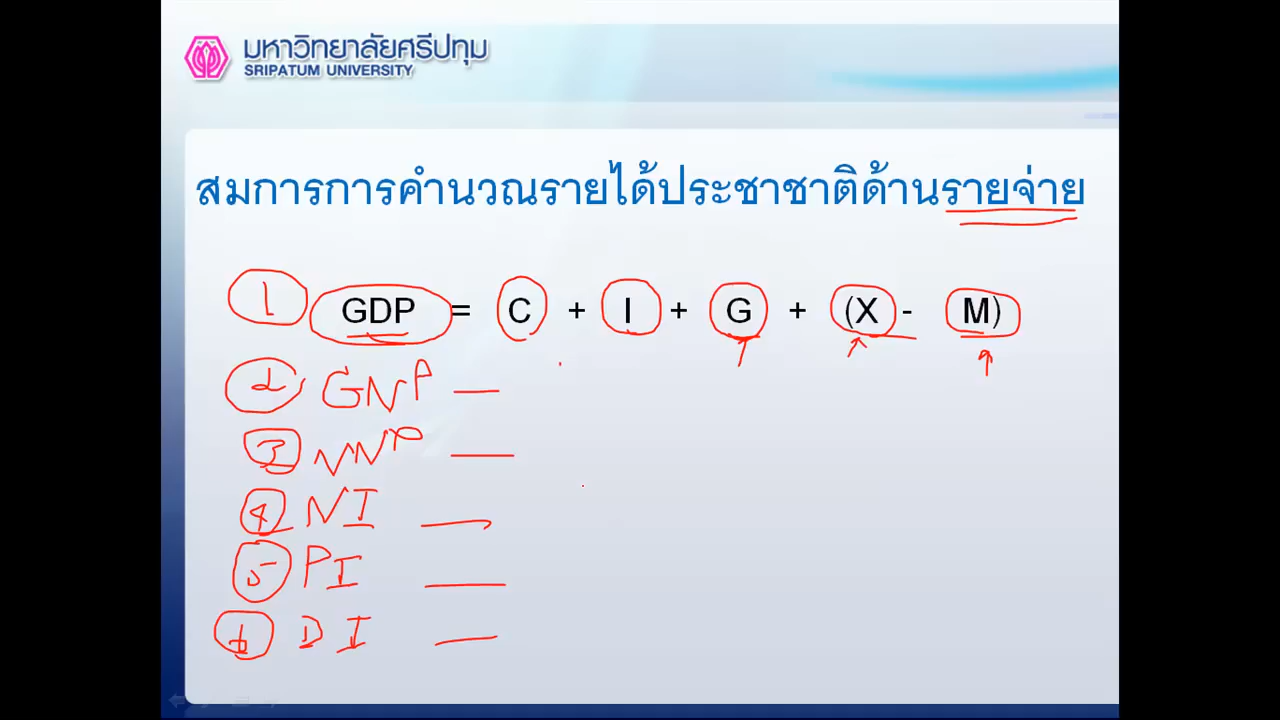 มหาวิทยาลัยศรีปทุม
SRIPATUM UNIVERSITY
สมการการคำนวณรายได้ประชาชาติด้านรายจ่าย
1 GDP = C + I + G + (X - M)
2 GNP —
3 NNP —
4 NI —
5 PI —
6 DI —